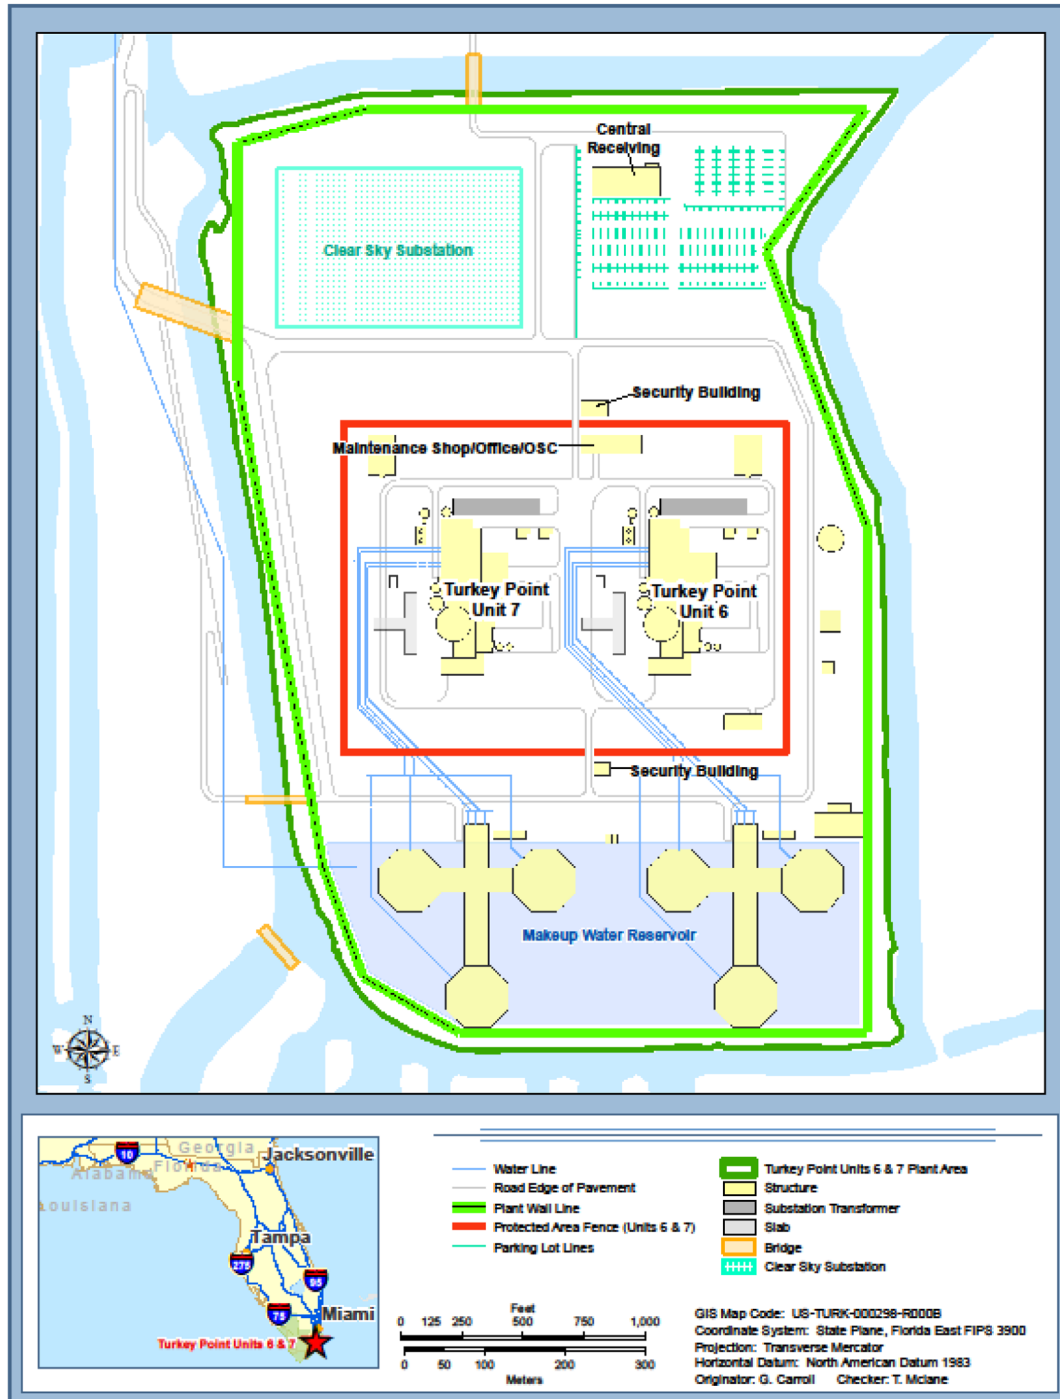 Central
Receiving
Clear Sky Substation
Security Building
Maintenance Shop/Office/OSC
Turkey Point
Unit 7
Turkey Point
Unit 6
Security Building
Makeup Water Reservoir
N
W E
S
Georgia
10
Jacksonville
Alabama
Florida
Louisiana
Tampa
275
95
75
Miami
Turkey Point Units 6 & 7
Water Line
Road Edge of Pavement
Plant Wall Line
Protected Area Fence (Units 6 & 7)
Parking Lot Lines
Turkey Point Units 6 & 7 Plant Area
Structure
Substation Transformer
Slab
Bridge
Clear Sky Substation
Feet
0 125 250 500 750 1,000
0 50 100 200 300
Meters
GIS Map Code: US-TURK-000298-R000B
Coordinate System: State Plane, Florida East FIPS 3900
Projection: Transverse Mercator
Horizontal Datum: North American Datum 1983
Originator: G. Carroll Checker: T. Mclane